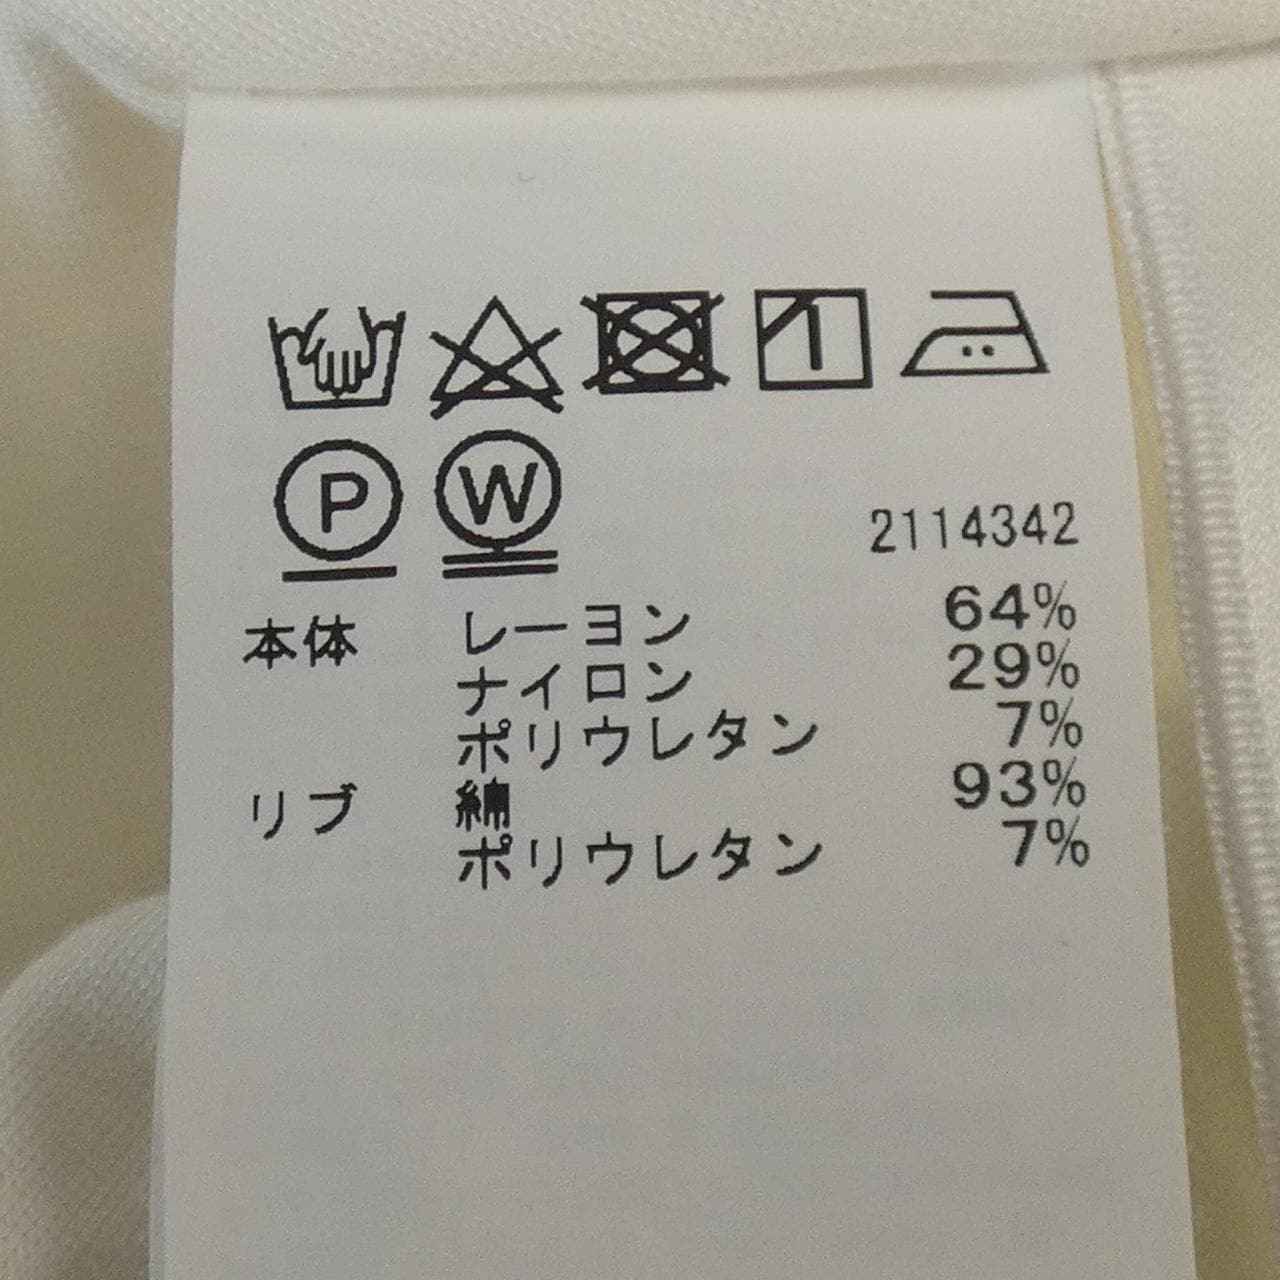 P W
2114342
本体 レーヨン 64%
ナイロン 29%
ポリウレタン 7%
リブ 綿 93%
ポリウレタン 7%